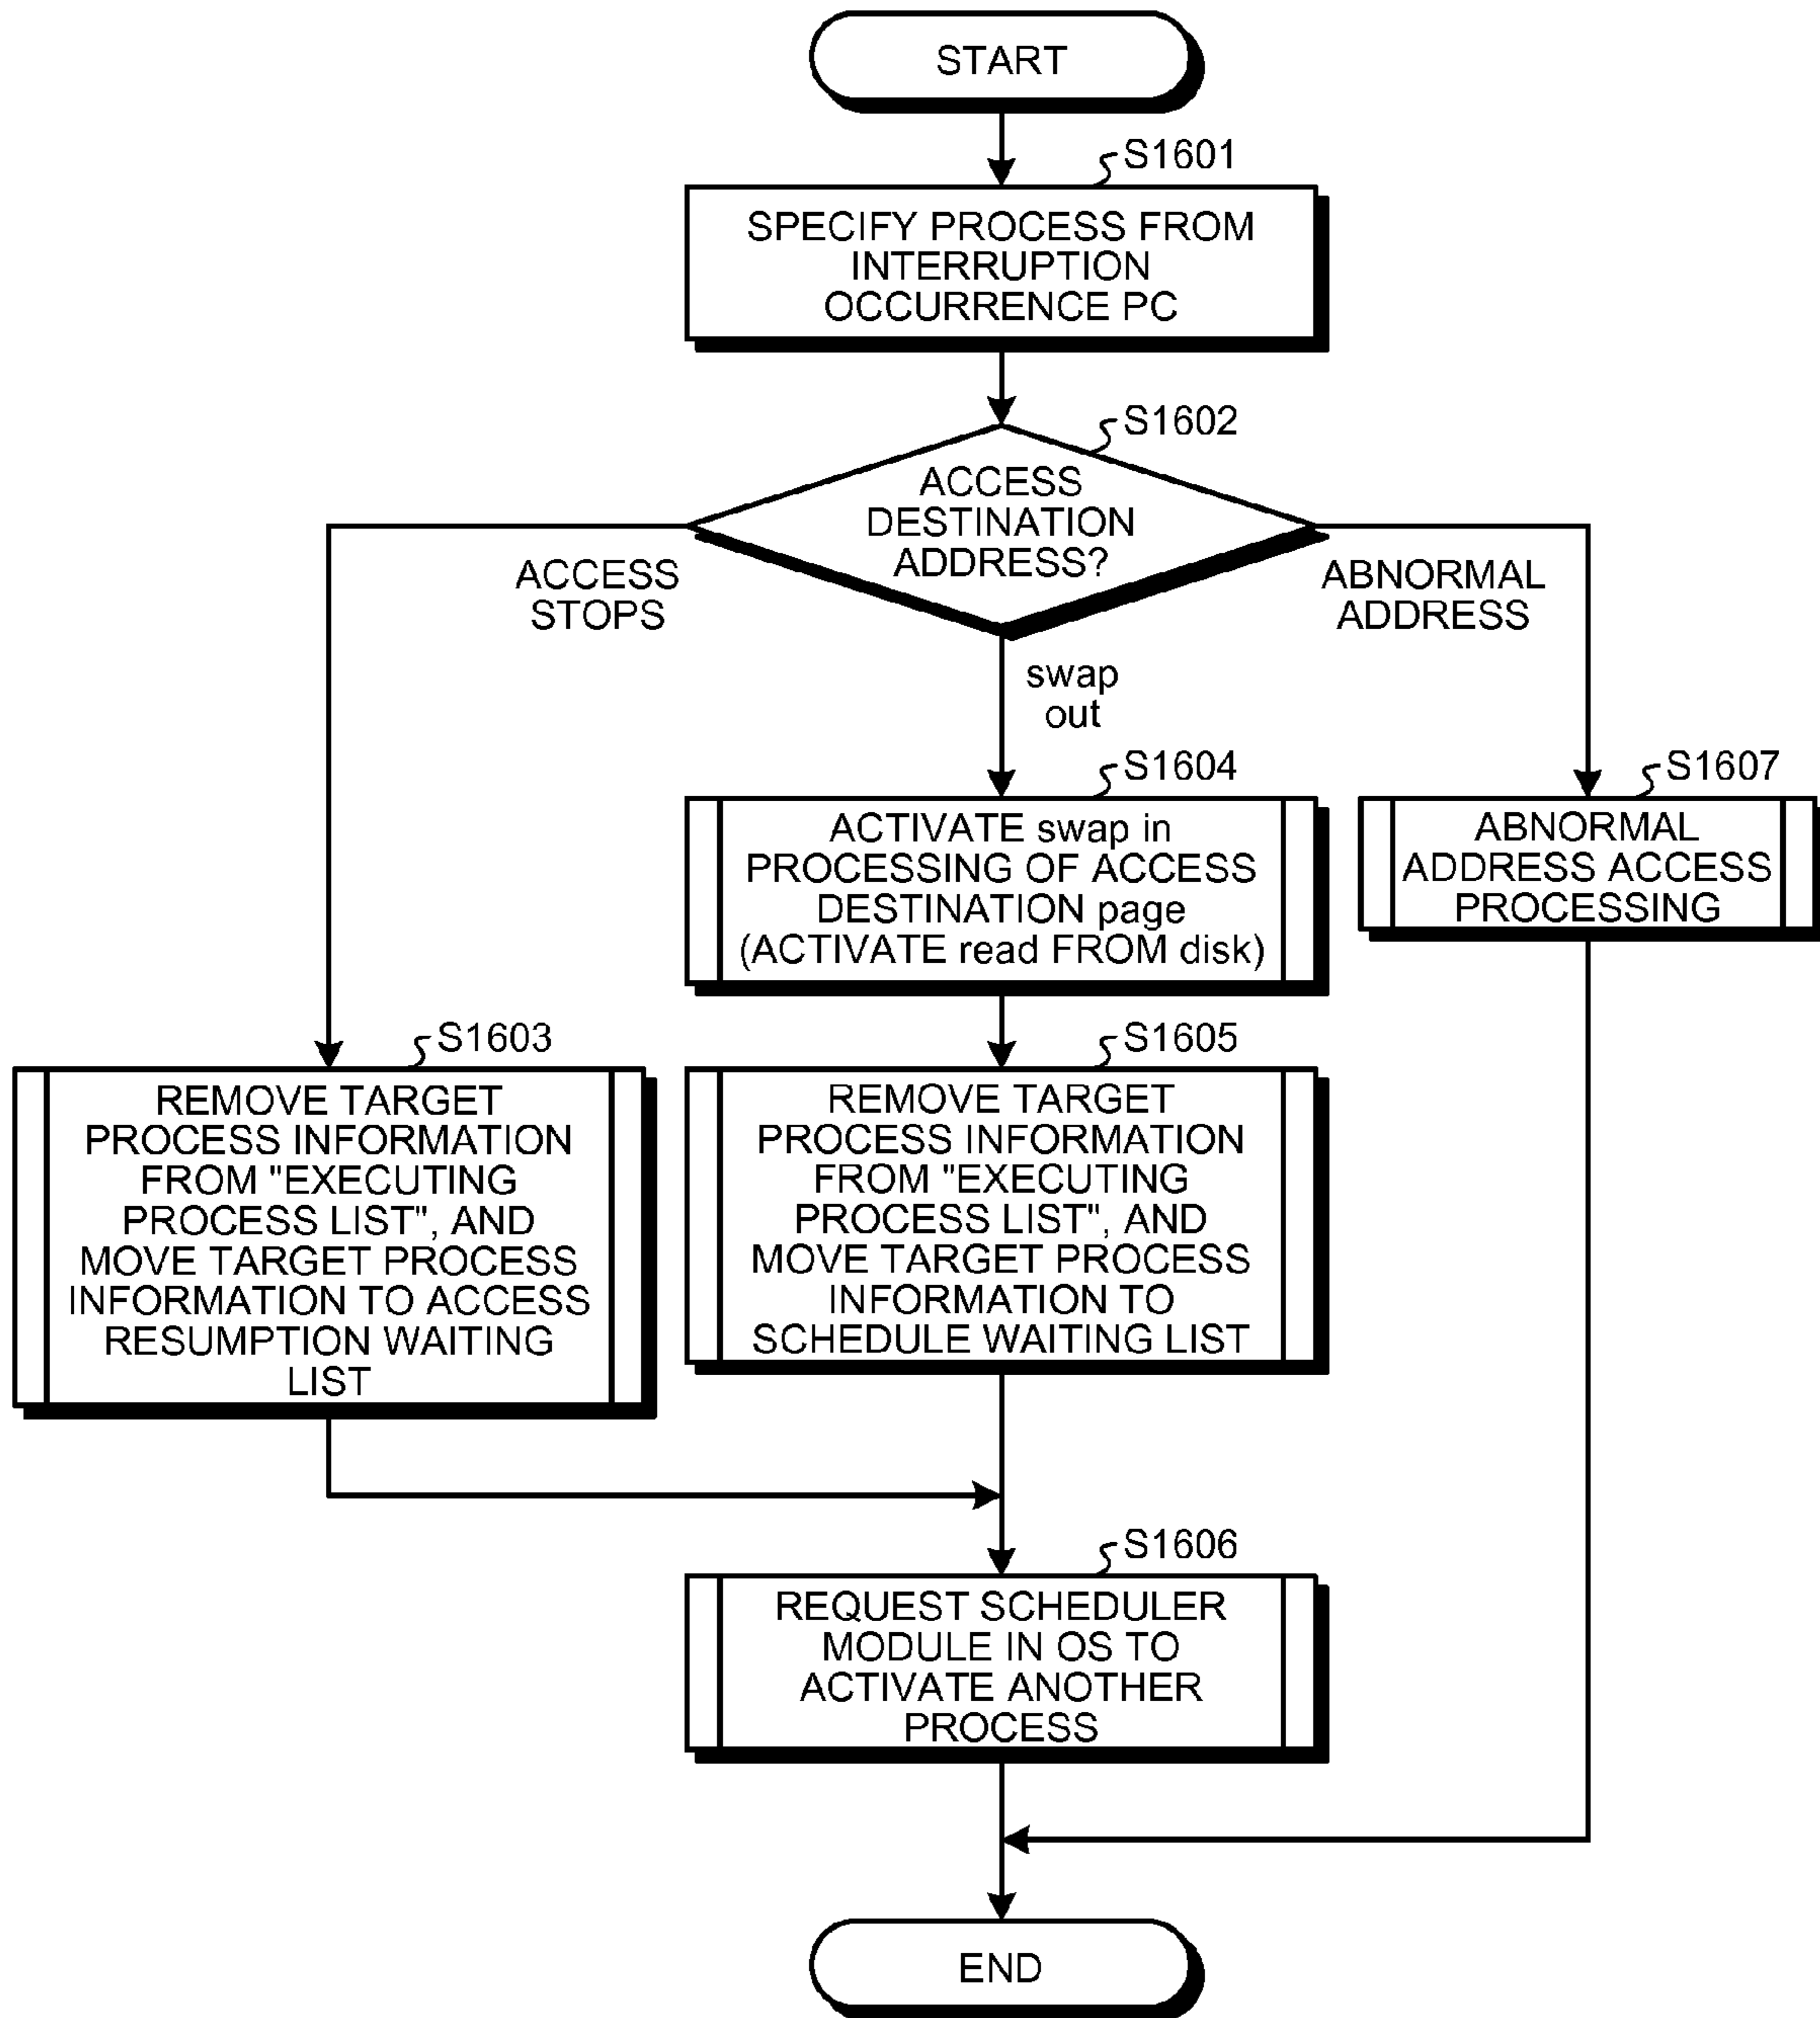 START
S1601
SPECIFY PROCESS FROM
INTERRUPTION
OCCURRENCE PC
S1602
ACCESS
DESTINATION
ADDRESS?
ACCESS
STOPS
swap
out
ABNORMAL
ADDRESS
S1604
ACTIVATE swap in
PROCESSING OF ACCESS
DESTINATION page
(ACTIVATE read FROM disk)
S1607
ABNORMAL
ADDRESS ACCESS
PROCESSING
S1603
REMOVE TARGET
PROCESS INFORMATION
FROM "EXECUTING
PROCESS LIST", AND
MOVE TARGET PROCESS
INFORMATION TO ACCESS
RESUMPTION WAITING
LIST
S1605
REMOVE TARGET
PROCESS INFORMATION
FROM "EXECUTING
PROCESS LIST", AND
MOVE TARGET PROCESS
INFORMATION TO
SCHEDULE WAITING LIST
S1606
REQUEST SCHEDULER
MODULE IN OS TO
ACTIVATE ANOTHER
PROCESS
END